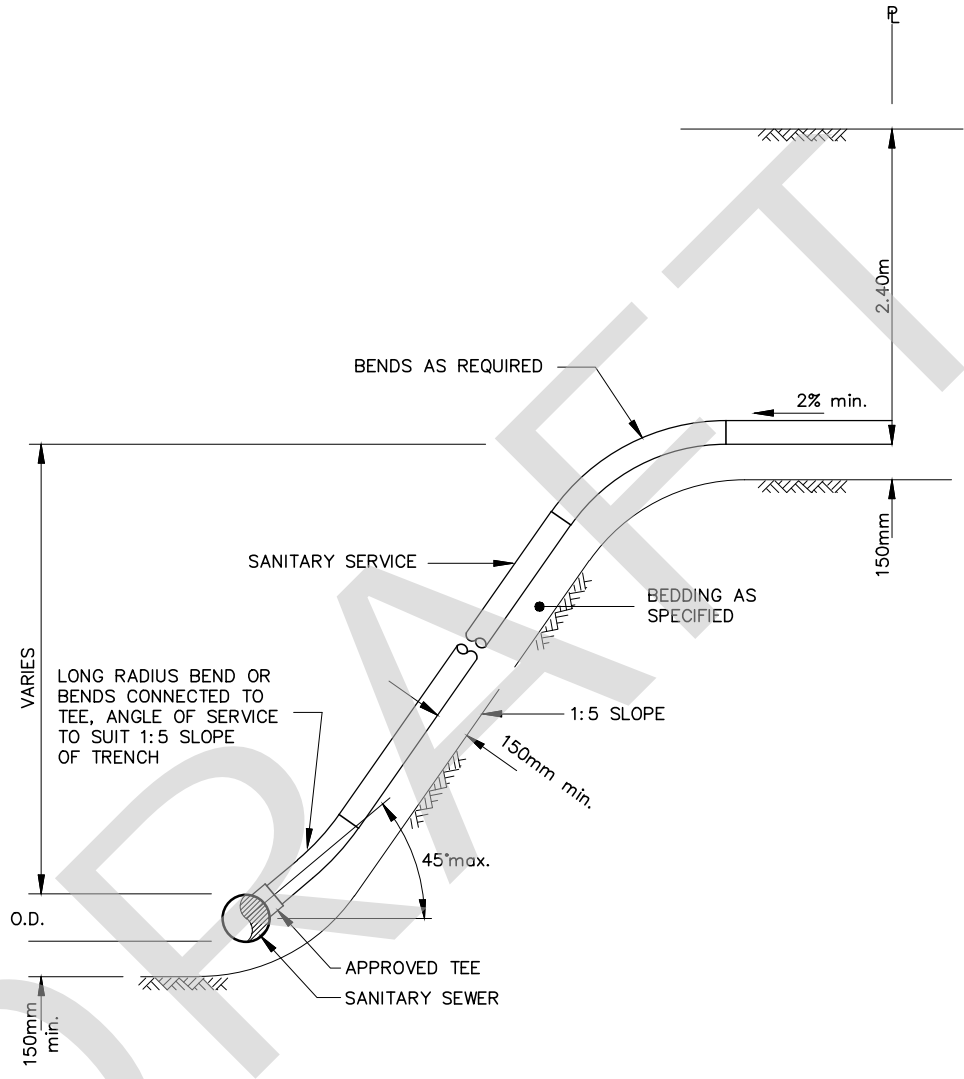 ℄
2.40m
BENDS AS REQUIRED
2% min.
SANITARY SERVICE
150mm
BEDDING AS
SPECIFIED
VARIES
LONG RADIUS BEND OR
BENDS CONNECTED TO
TEE, ANGLE OF SERVICE
TO SUIT 1:5 SLOPE
OF TRENCH
1:5 SLOPE
150mm min.
45°max.
O.D.
APPROVED TEE
SANITARY SEWER
150mm
min.
DRAFT